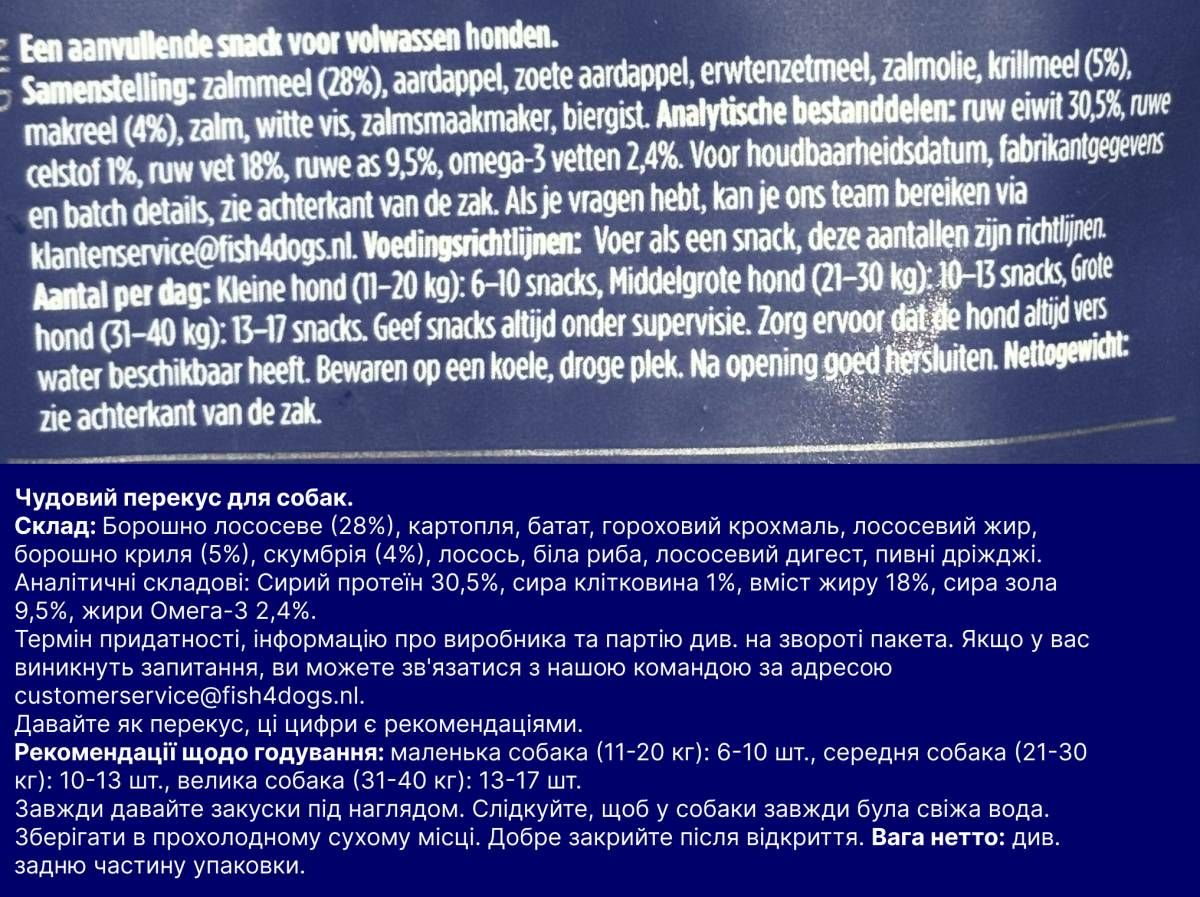 Een aanvullende snack voor volwassen honden.
Samenstelling: zalmmeel (28%), aardappel, zoete aardappel, erwtenzetmeel, zalmolie, krillmeel (5%),
makreel (4%), zalm, witte vis, zalmsmaakmaker, biergist. Analytische bestanddelen: ruw eiwit 30,5%, ruwe
celstof 1%, ruw vet 18%, ruwe as 9,5%, omega-3 vetten 2,4%. Voor houdbaarheidsdatum, fabrikantgegevens
en batch details, zie achterkant van de zak. Als je vragen hebt, kan je ons team bereiken via
klantenservice@fish4dogs.nl. Voedingsrichtlijnen: Voer als een snack, deze aantallen zijn richtlijnen.
Aantal per dag: Kleine hond (11–20 kg): 6–10 snacks, Middelgrote hond (21–30 kg): 10–13 snacks, Grote
hond (31–40 kg): 13–17 snacks. Geef snacks altijd onder supervisie. Zorg ervoor dat de hond altijd vers
water beschikbaar heeft. Bewaren op een koele, droge plek. Na opening goed hersluiten. Nettogewicht:
zie achterkant van de zak.
Чудовий перекус для собак.
Склад: Борошно лососеве (28%), картопля, батат, гороховий крохмаль, лососевий жир,
борошно криля (5%), скумбрія (4%), лосось, біла риба, лососевий дигест, пивні дріжджі.
Аналітичні складові: Сирий протеїн 30,5%, сира клітковина 1%, вміст жиру 18%, сира зола
9,5%, жири Омега-3 2,4%.
Термін придатності, інформацію про виробника та партію див. на звороті пакета. Якщо у вас
виникнуть запитання, ви можете зв'язатися з нашою командою за адресою
customerservice@fish4dogs.nl.
Давайте як перекус, ці цифри є рекомендаціями.
Рекомендації щодо годування: маленька собака (11-20 кг): 6-10 шт., середня собака (21-30
кг): 10-13 шт., велика собака (31-40 кг): 13-17 шт.
Завжди давайте закуски під наглядом. Слідкуйте, щоб у собаки завжди була свіжа вода.
Зберігати в прохолодному сухому місці. Добре закрийте після відкриття. Вага нетто: див.
задню частину упаковки.